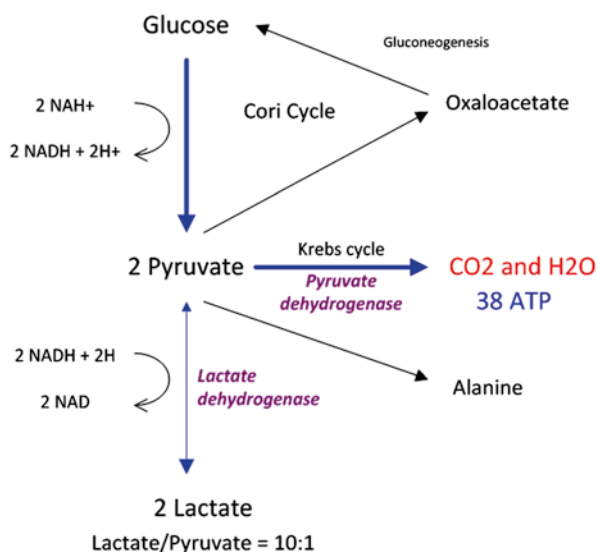 Glucose
Gluconeogenesis
2 NAH+
Cori Cycle
Oxaloacetate
2 NADH + 2H+
2 Pyruvate
Krebs cycle
CO2 and H2O
Pyruvate
dehydrogenase
38 ATP
2 NADH + 2H
Lactate
dehydrogenase
Alanine
2 NAD
2 Lactate
Lactate/Pyruvate = 10:1